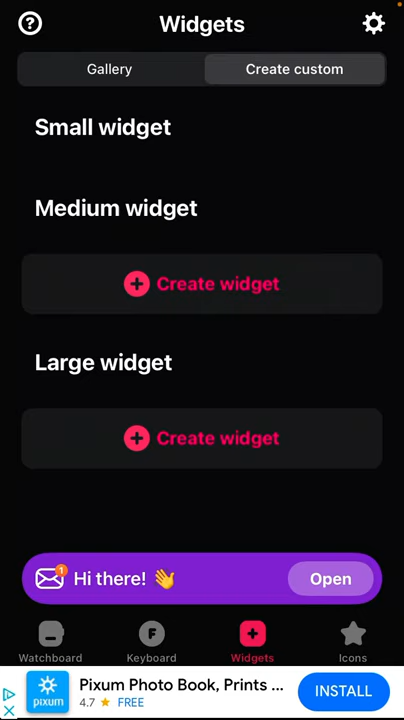 Widgets
Gallery
Create custom
Small widget
Medium widget
Create widget
Large widget
Create widget
1
Hi there! 👋
Open
F
Watchboard
Keyboard
Widgets
Icons
pixum
Pixum Photo Book, Prints ...
4.7 ★ FREE
INSTALL